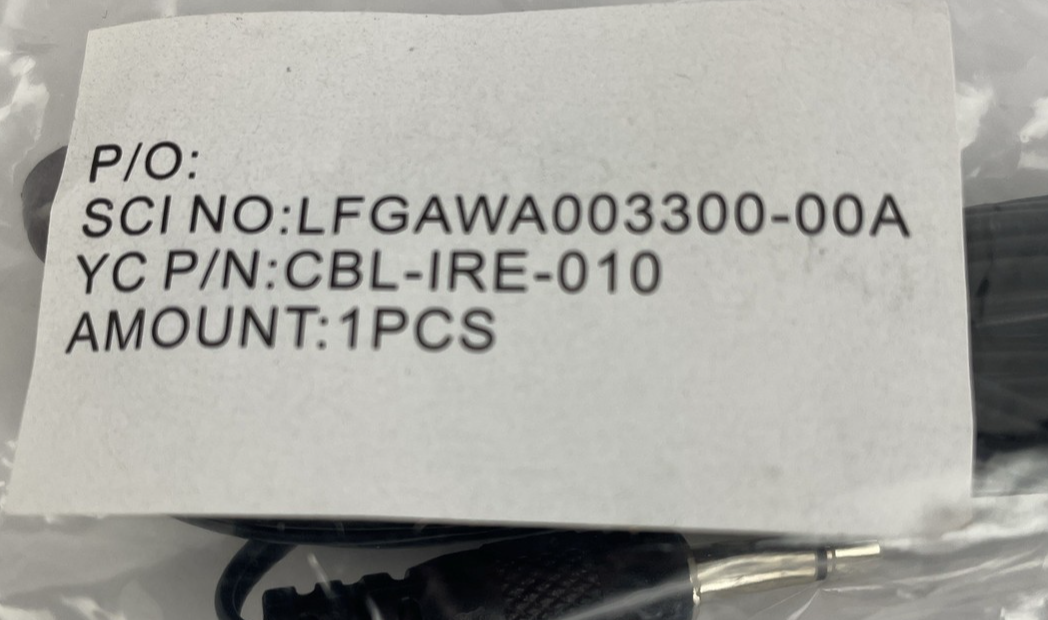 P/O:
SCI NO:LFGAWA003300-00A
YC P/N:CBL-IRE-010
AMOUNT:1PCS